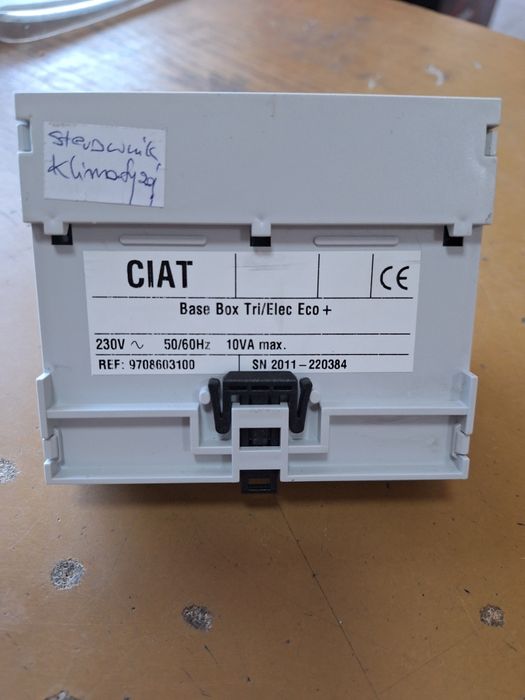 sterownik
Klimatyzacji
CIAT
CE
Base Box Tri/Elec Eco +
230V ~ 50/60Hz 10VA max.
REF: 9708603100 SN 2011-220384